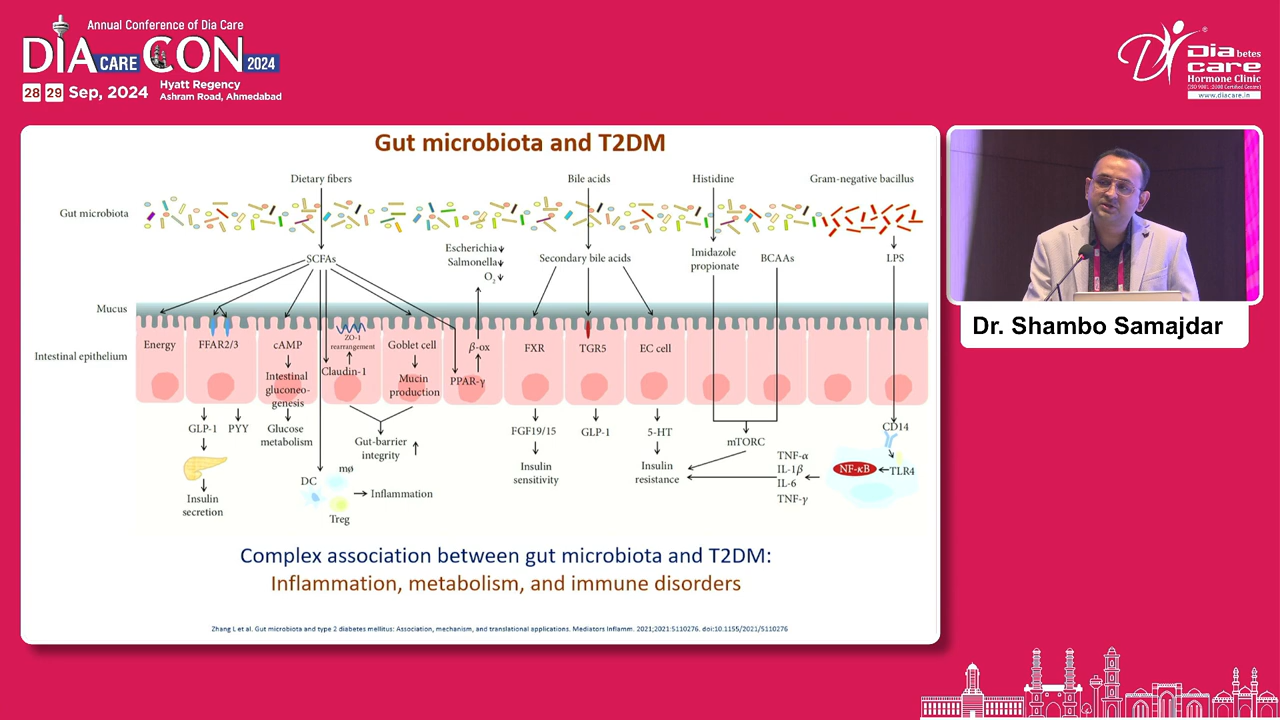 Annual Conference of Dia Care
DIA CARE CON 2024
28 29 Sep, 2024
Hyatt Regency
Ashram Road, Ahmedabad
Diabetes
care
Hormone Clinic
(ISO 9001:2008 Certified Centre)
www.diacare.in
Gut microbiota and T2DM
Dietary fibers
Bile acids
Histidine
Gram-negative bacillus
Gut microbiota
Escherichia
Salmonella
O2
SCFAs
Secondary bile acids
Imidazole
propionate
BCAAs
LPS
Mucus
Intestinal epithelium
Energy
FFAR2/3
cAMP
Intestinal
gluconeo-
genesis
ZO-1
rearrangement
Claudin-1
Goblet cell
Mucin
production
β-ox
PPAR-γ
FXR
TGR5
EC cell
GLP-1
PYY
Glucose
metabolism
Gut-barrier
integrity
FGF19/15
GLP-1
5-HT
mTORC
CD14
Insulin
secretion
DC
mø
Treg
Inflammation
Insulin
sensitivity
Insulin
resistance
TNF-α
IL-1β
IL-6
TNF-γ
NF-κB
TLR4
Complex association between gut microbiota and T2DM:
Inflammation, metabolism, and immune disorders
Zhang L et al. Gut microbiota and type 2 diabetes mellitus: Association, mechanism, and translational applications. Mediators Inflamm. 2021;2021:5110276. doi:10.1155/2021/5110276
Dr. Shambo Samajdar